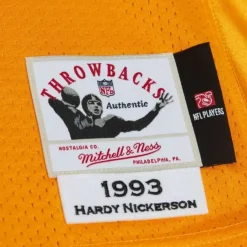 THROWBACKS
NFL
Authentic
NOSTALGIA CO.
Mitchell & Ness
PHILADELPHIA, PA.
NFL PLAYERS
1993
HARDY NICKERSON